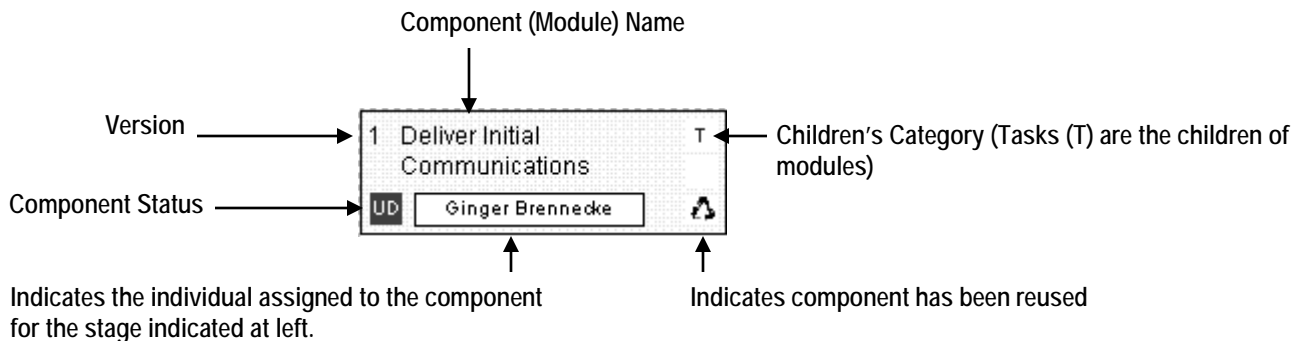 Component (Module) Name
Version
1 Deliver Initial T
Communications
Children's Category (Tasks (T) are the children of
modules)
Component Status
UD Ginger Brennecke
Indicates the individual assigned to the component
for the stage indicated at left.
Indicates component has been reused